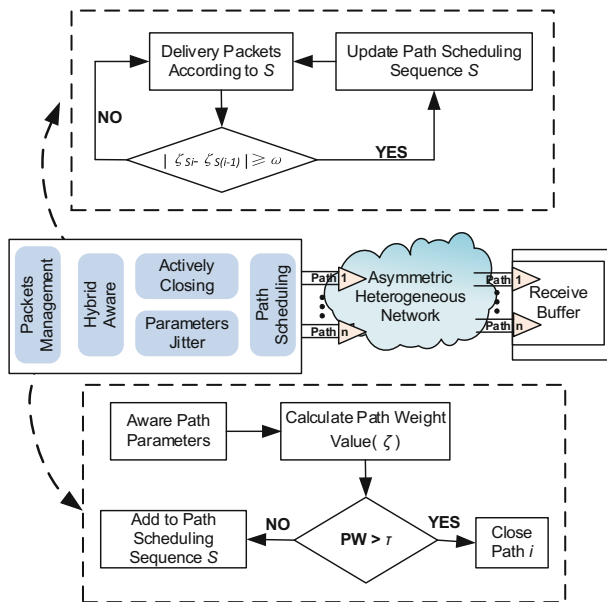 Delivery Packets
According to S
Update Path Scheduling
Sequence S
NO
| ζSi- ζS(i-1) | ≥ ω
YES
Packets
Management
Hybrid
Aware
Actively
Closing
Parameters
Jitter
Path
Scheduling
Path 1
Path n
Asymmetric
Heterogeneous
Network
Path 1
Path n
Receive
Buffer
Aware Path
Parameters
Calculate Path Weight
Value( ζ )
Add to Path
Scheduling
Sequence S
NO
PW > τ
YES
Close
Path i